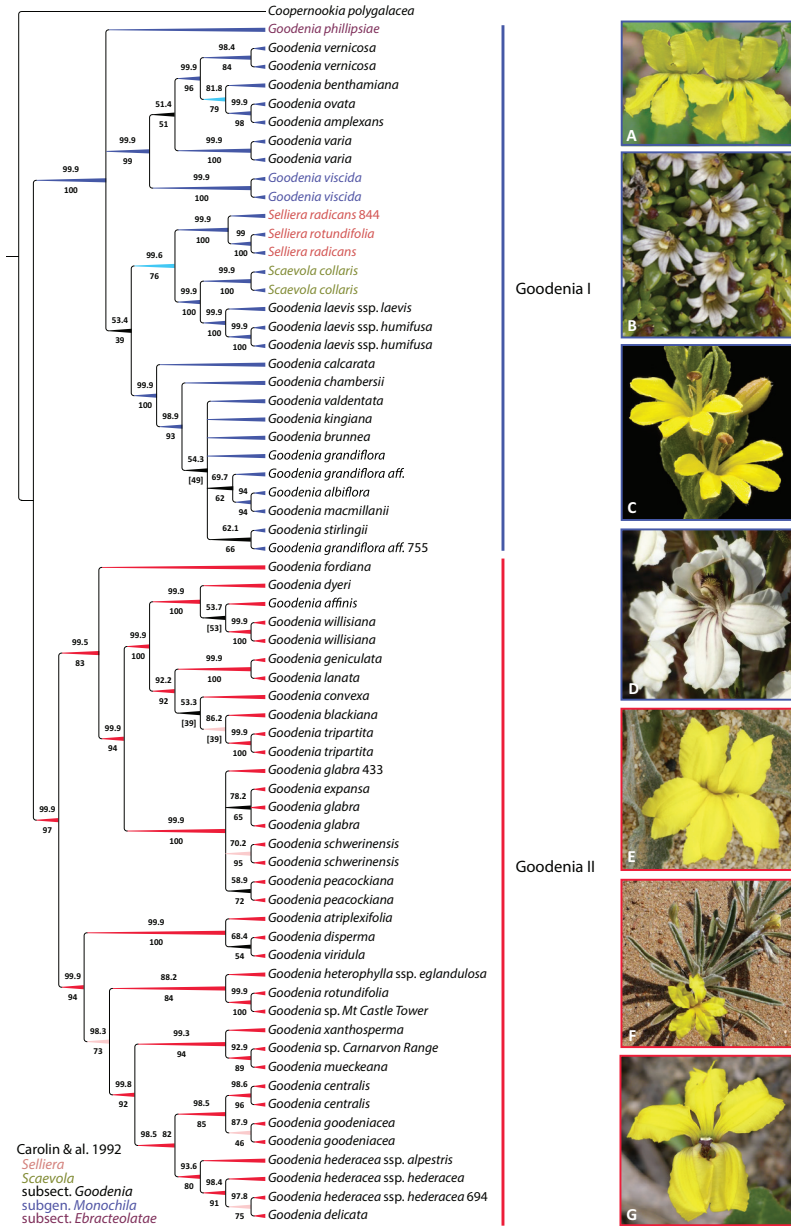 Coopernookia polygalacea
Goodenia phillipsiae
98.4
Goodenia vernicosa
99.9
84
Goodenia vernicosa
96
81.8
Goodenia benthamiana
51.4
79
99.9
Goodenia ovata
51
98
Goodenia amplexans
99.9
99.9
Goodenia varia
99
100
Goodenia varia
99.9
100
99.9
Goodenia viscida
100
Goodenia viscida
99.9
Selliera radicans 844
100
99
Selliera rotundifolia
99.6
100
Selliera radicans
76
99.9
Scaevola collaris
99.9
100
Scaevola collaris
100
99.9
Goodenia laevis ssp. laevis
53.4
100
99.9
Goodenia laevis ssp. humifusa
39
100
Goodenia laevis ssp. humifusa
99.9
Goodenia calcarata
100
98.9
Goodenia chambersii
93
Goodenia valdentata
Goodenia kingiana
Goodenia brunnea
54.3
Goodenia grandiflora
[49]
69.7
Goodenia grandiflora aff.
62
94
Goodenia albiflora
94
Goodenia macmillanii
62.1
Goodenia stirlingii
66
Goodenia grandiflora aff. 755
Goodenia I
Goodenia fordiana
99.9
Goodenia dyeri
100
53.7
Goodenia affinis
[53]
99.9
Goodenia willisiana
100
Goodenia willisiana
99.5
83
99.9
100
99.9
Goodenia geniculata
92.2
100
Goodenia lanata
92
53.3
Goodenia convexa
[39]
86.2
Goodenia blackiana
[39]
99.9
Goodenia tripartita
100
Goodenia tripartita
99.9
94
Goodenia glabra 433
78.2
Goodenia expansa
65
Goodenia glabra
Goodenia glabra
99.9
100
70.2
Goodenia schwerinensis
95
Goodenia schwerinensis
58.9
Goodenia peacockiana
72
Goodenia peacockiana
99.9
97
Goodenia II
99.9
Goodenia atriplexifolia
100
68.4
Goodenia disperma
54
Goodenia viridula
99.9
94
88.2
Goodenia heterophylla ssp. eglandulosa
84
99.9
Goodenia rotundifolia
100
Goodenia sp. Mt Castle Tower
98.3
73
99.3
Goodenia xanthosperma
94
92.9
Goodenia sp. Carnarvon Range
89
Goodenia mueckeana
99.8
92
98.5
98.6
Goodenia centralis
85
96
Goodenia centralis
87.9
Goodenia goodeniacea
46
Goodenia goodeniacea
98.5 82
93.6
Goodenia hederacea ssp. alpestris
80
98.4
Goodenia hederacea ssp. hederacea
91
97.8
Goodenia hederacea ssp. hederacea 694
75
Goodenia delicata
Carolin & al. 1992
Selliera
Scaevola
subsect. Goodenia
subgen. Monochila
subsect. Ebracteolatae
A
B
C
D
E
F
G